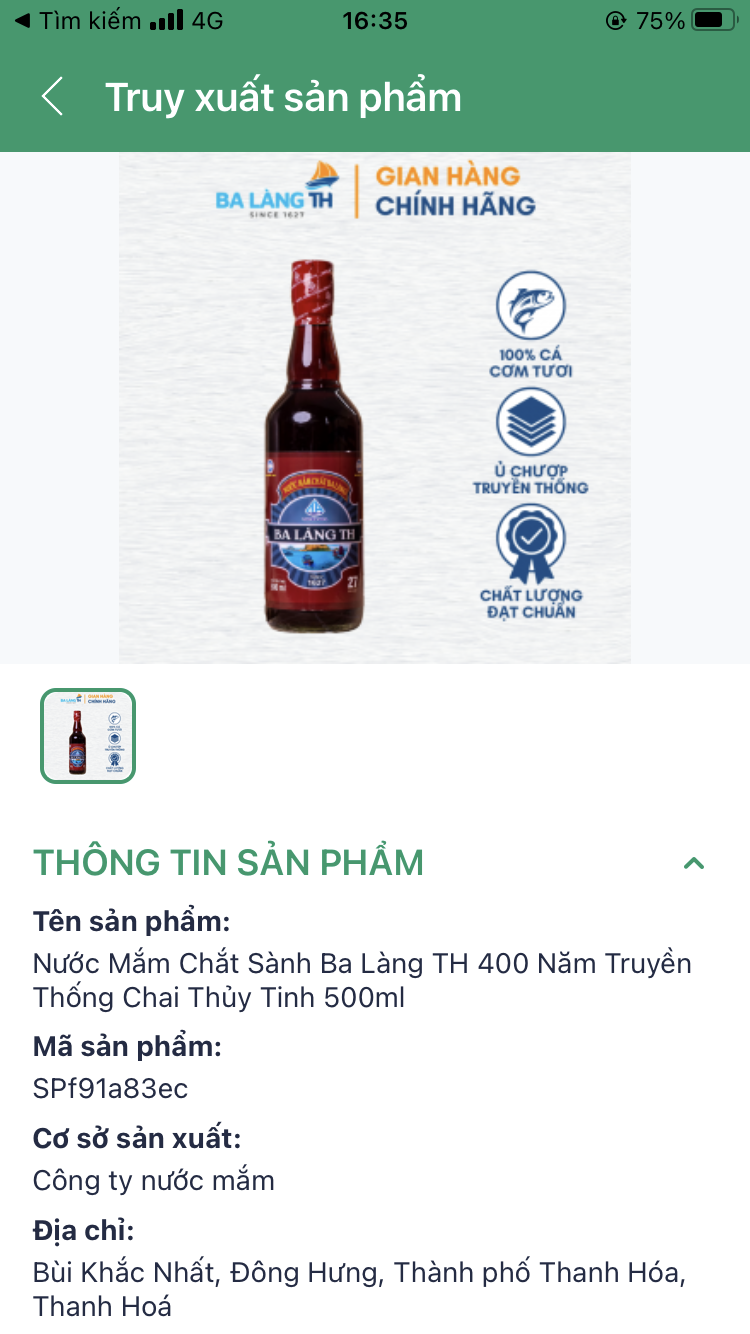 ◀ Tìm kiếm 4G 16:35 75%
Truy xuất sản phẩm
BA LÀNG TH
SINCE 1627
GIAN HÀNG
CHÍNH HÃNG
100% CÁ
CƠM TƯƠI
Ủ CHƯỢP
TRUYỀN THỐNG
CHẤT LƯỢNG
ĐẠT CHUẨN
BA LÀNG TH
1627
27
THÔNG TIN SẢN PHẨM
Tên sản phẩm:
Nước Mắm Chắt Sành Ba Làng TH 400 Năm Truyền
Thống Chai Thủy Tinh 500ml
Mã sản phẩm:
SPf91a83ec
Cơ sở sản xuất:
Công ty nước mắm
Địa chỉ:
Bùi Khắc Nhất, Đông Hưng, Thành phố Thanh Hóa,
Thanh Hoá